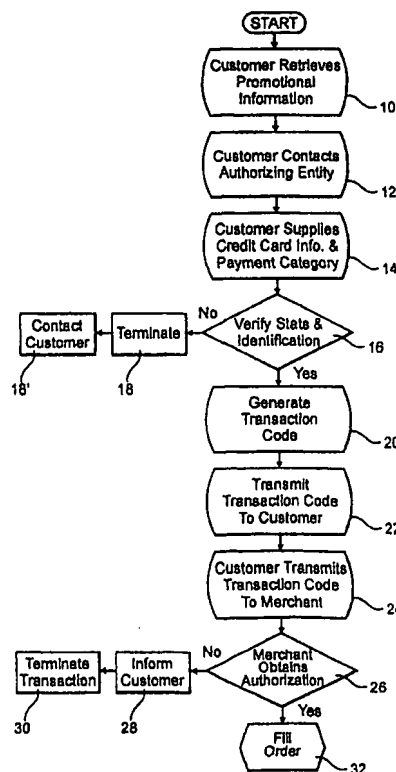 START
Customer Retrieves
Promotional
Information
10
Customer Contacts
Authorizing Entity
12
Customer Supplies
Credit Card Info. &
Payment Category
14
Contact
Customer
18'
Terminate
18
No
Verify Stats &
Identification
16
Yes
Generate
Transaction
Code
20
Transmit
Transaction Code
To Customer
22
Customer Transmits
Transaction Code
To Merchant
24
Terminate
Transaction
30
Inform
Customer
28
No
Merchant
Obtains
Authorization
26
Yes
Fill
Order
32